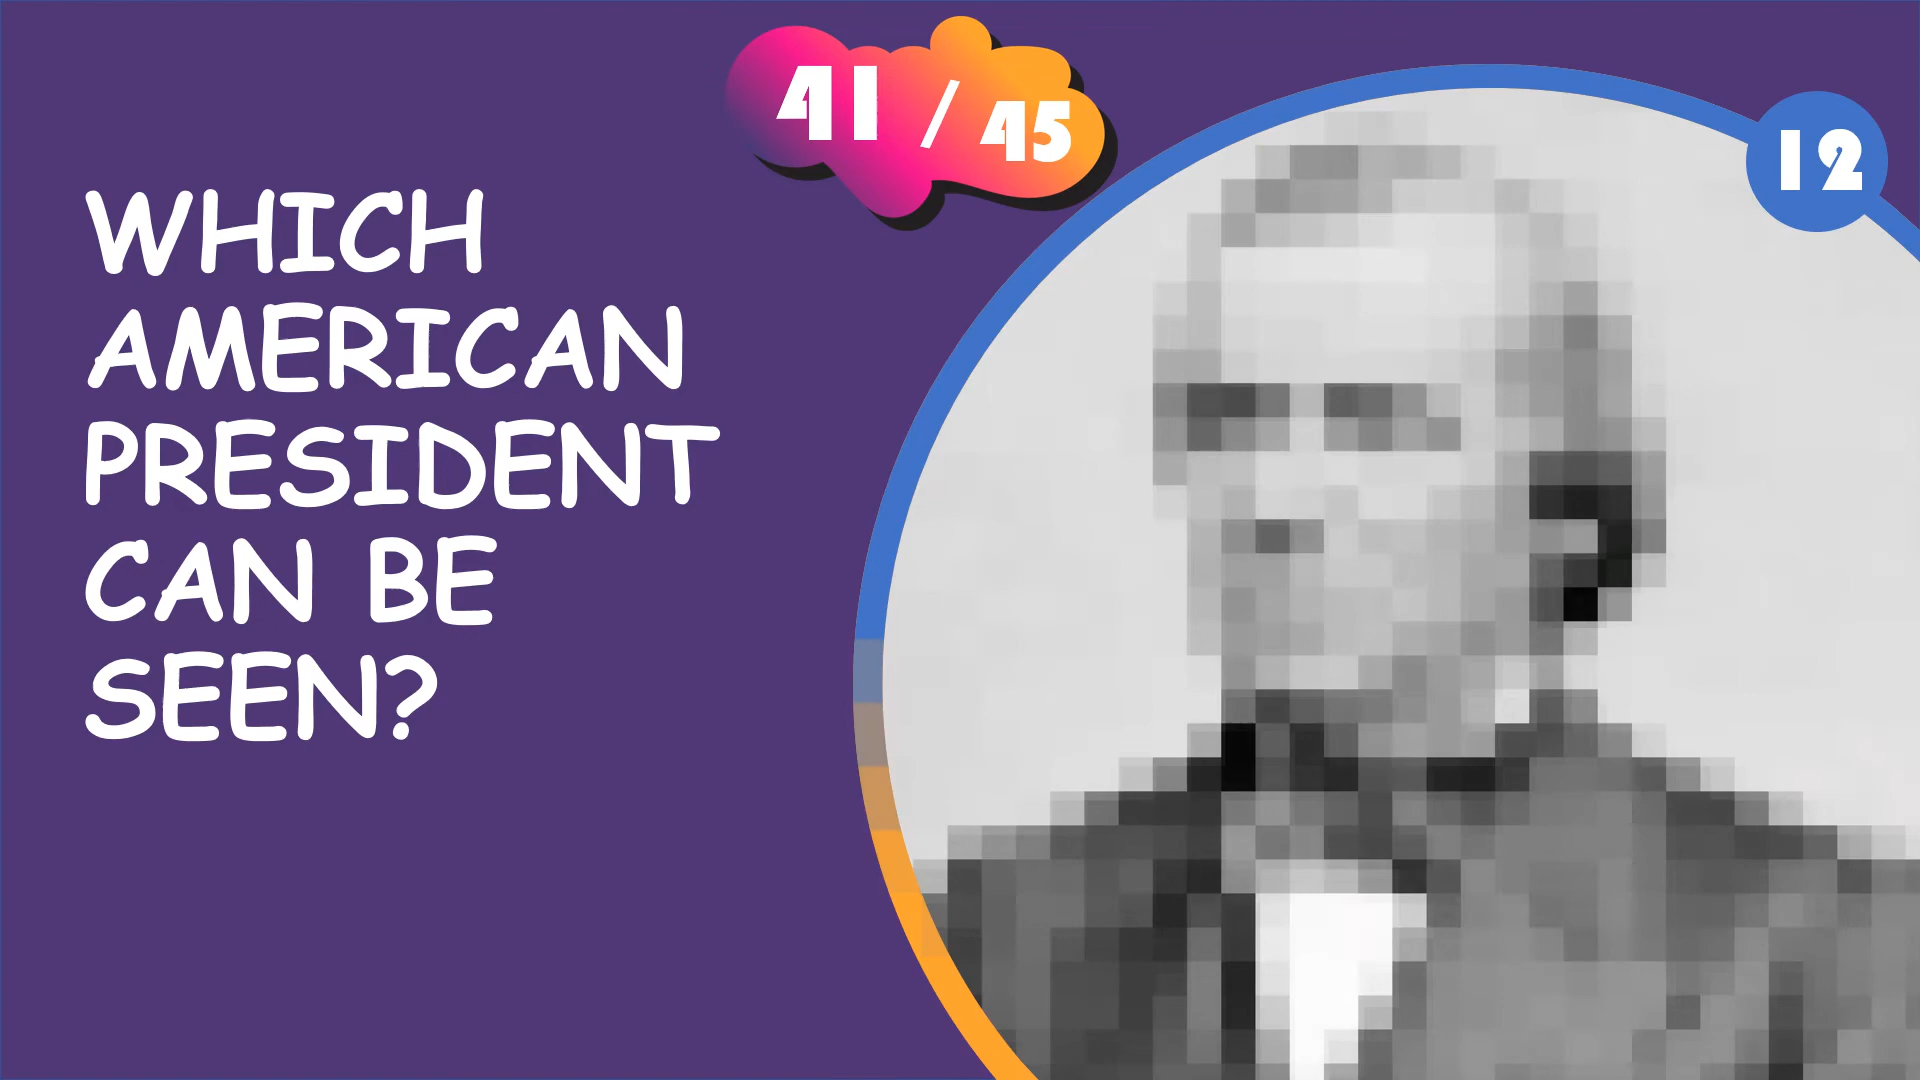 41 / 45
12
WHICH
AMERICAN
PRESIDENT
CAN BE
SEEN?